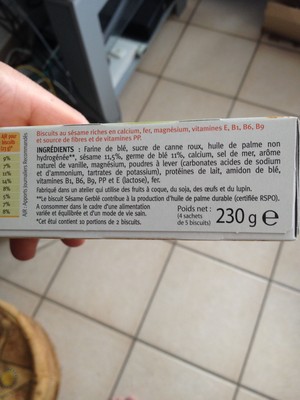 Biscuits au sésame riches en calcium, fer, magnésium, vitamines E, B1, B6, B9
et source de fibres et de vitamines PP.
INGRÉDIENTS : Farine de blé, sucre de canne roux, huile de palme non
hydrogénée**, sésame 11,5%, germe de blé 11%, calcium, sel de mer, arôme
naturel de vanille, magnésium, poudres à lever (carbonates acides de sodium
et d'ammonium, tartrates de potassium), protéines de lait, amidon de blé,
vitamines B1, B6, B9, PP et E (lactose), fer.
Fabriqué dans un atelier qui utilise des fruits à coque, du soja, des œufs et du lupin.
**Le biscuit Sésame Gerblé contribue à la production d'huile de palme durable (certifiée RSPO).
A consommer dans le cadre d'une alimentation
variée et équilibrée et d'un mode de vie sain.
*Cet étui contient 10 portions de 2 biscuits.
Poids net :
(4 sachets
de 5 biscuits)
230 g e
AJR : Apports Journaliers Recommandés